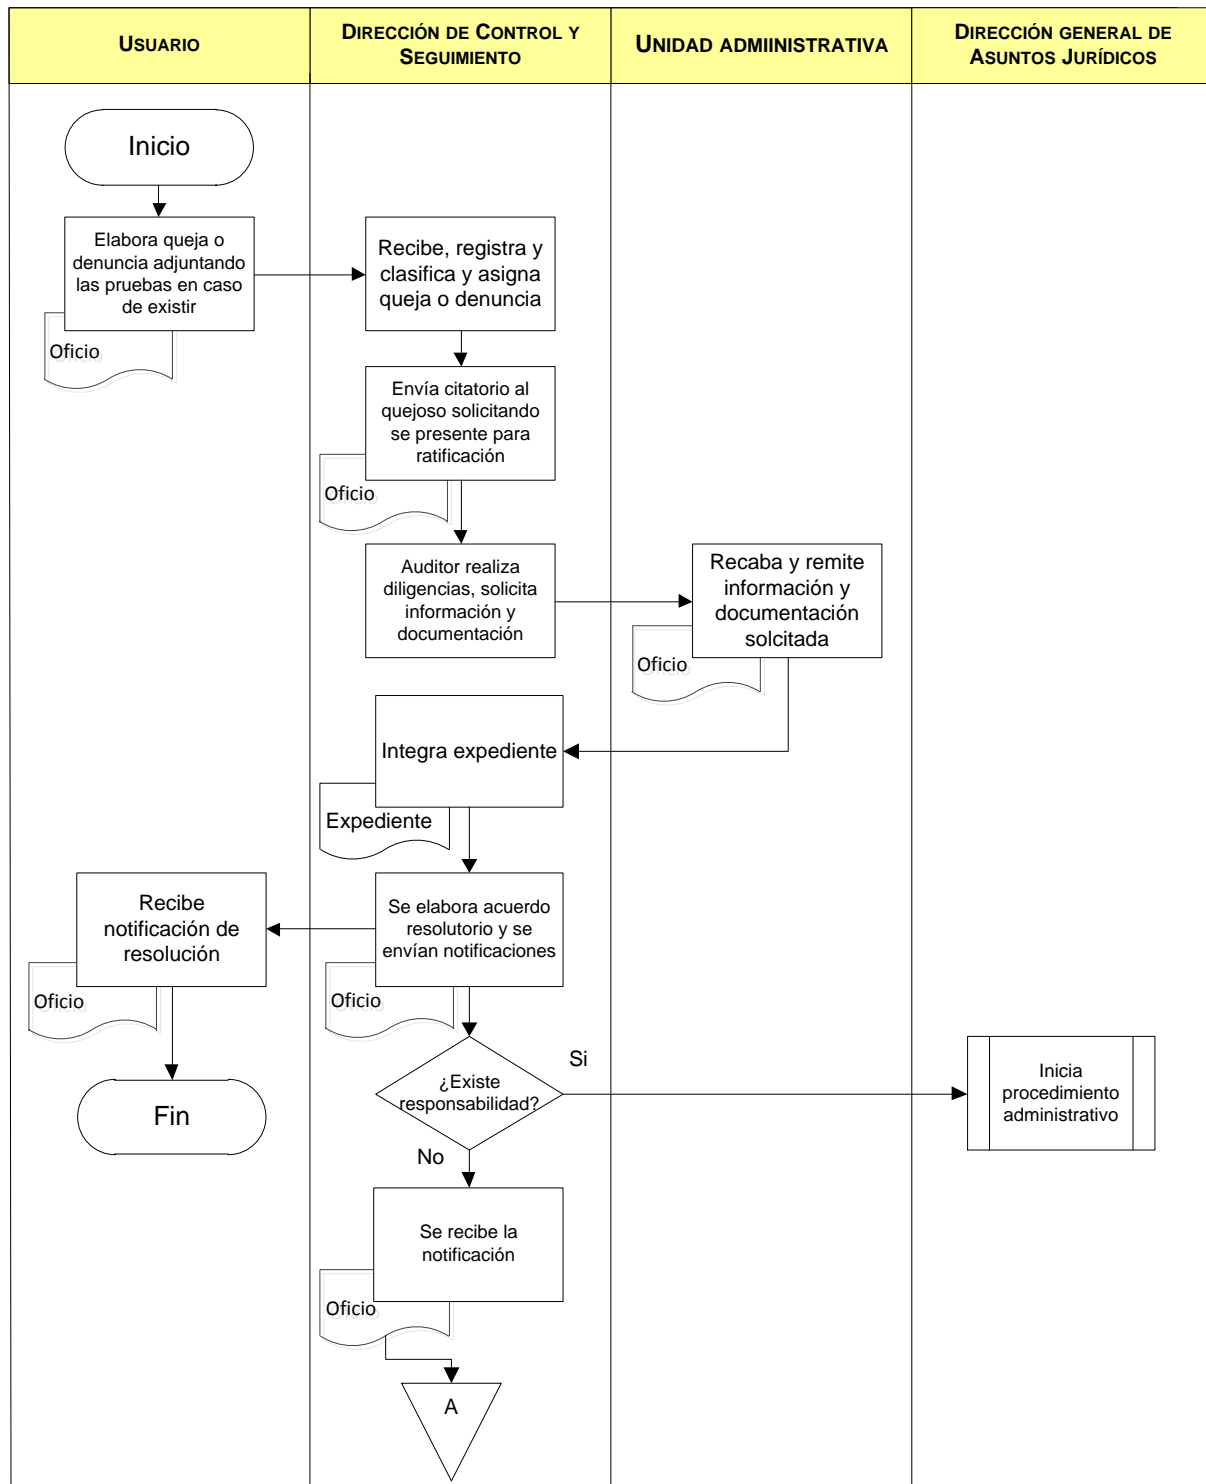 USUARIO
DIRECCIÓN DE CONTROL Y
SEGUIMIENTO
UNIDAD ADMIINISTRATIVA
DIRECCIÓN GENERAL DE
ASUNTOS JURÍDICOS
Inicio
Elabora queja o
denuncia adjuntando
las pruebas en caso
de existir
Oficio
Recibe, registra y
clasifica y asigna
queja o denuncia
Envía citatorio al
quejoso solicitando
se presente para
ratificación
Oficio
Auditor realiza
diligencias, solicita
información y
documentación
Recaba y remite
información y
documentación
solcitada
Oficio
Integra expediente
Expediente
Se elabora acuerdo
resolutorio y se
envían notificaciones
Oficio
Recibe
notificación de
resolución
Oficio
Fin
¿Existe
responsabilidad?
Si
Inicia
procedimiento
administrativo
No
Se recibe la
notificación
Oficio
A